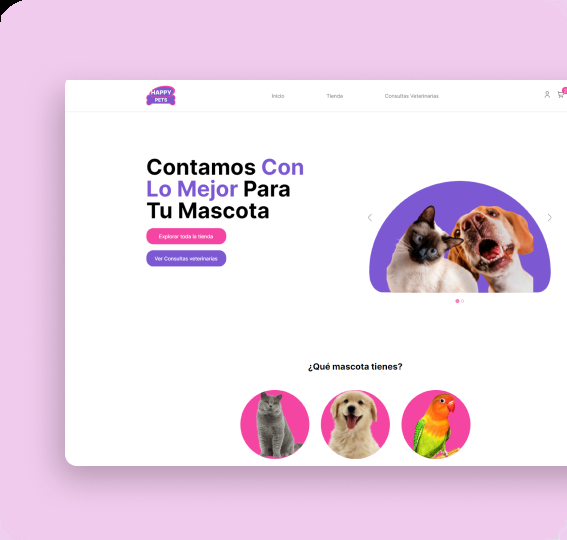 HAPPY
PETS
Inicio
Tienda
Consultas Veterinarias
Contamos Con
Lo Mejor Para
Tu Mascota
Explorar toda la tienda
Ver Consultas veterinarias
¿Qué mascota tienes?